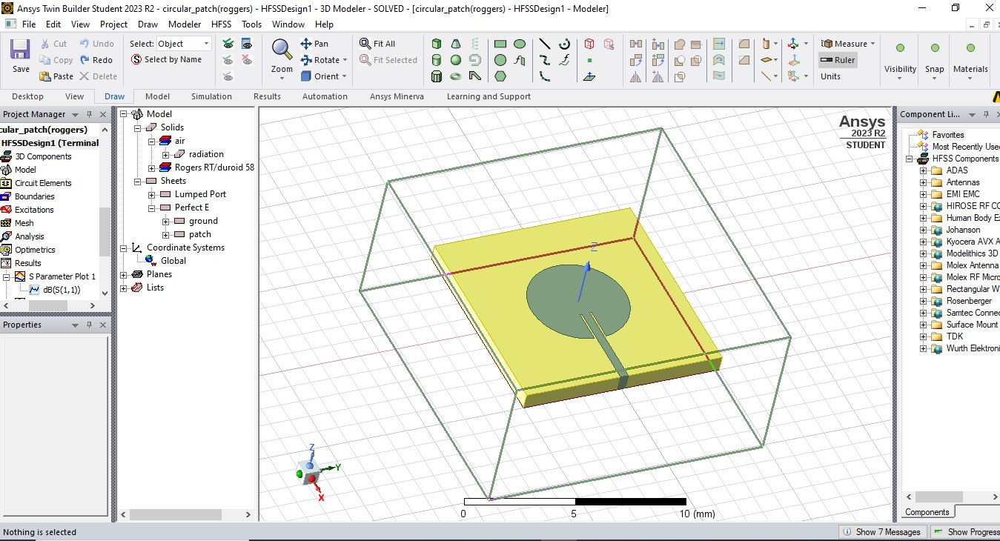 Ansys Twin Builder Student 2023 R2 - circular_patch(roggers) - HFSSDesign1 - 3D Modeler - SOLVED - [circular_patch(roggers) - HFSSDesign1 - Modeler]
File Edit View Project Draw Modeler HFSS Tools Window Help
Save
Cut
Copy
Paste
Undo
Redo
Delete
Select: Object
Select by Name
Zoom
Pan
Rotate
Orient
Fit All
Fit Selected
Measure
Ruler
Units
Visibility
Snap
Materials
Desktop View Draw Model Simulation Results Automation Ansys Minerva Learning and Support
Project Manager
cular_patch(roggers)
HFSSDesign1 (Terminal
3D Components
Model
Circuit Elements
Boundaries
Excitations
Mesh
Analysis
Optimetrics
Results
S Parameter Plot 1
dB(S(1,1))
Properties
Model
Solids
air
radiation
Rogers RT/duroid 58
Sheets
Lumped Port
Perfect E
ground
patch
Coordinate Systems
Global
Planes
Lists
Ansys
2023 R2
STUDENT
Z
Z
Y
X
0 5 10 (mm)
Component Li...
Favorites
Most Recently Used
HFSS Components
ADAS
Antennas
EMI EMC
HIROSE RF CO
Human Body E
Johanson
Kyocera AVX A
Modelithics 3D
Molex Antenna
Molex RF Micro
Rectangular W
Rosenberger
Samtec Connec
Surface Mount
TDK
Wurth Elektroni
Components
Nothing is selected
Show 7 Messages
Show Progress